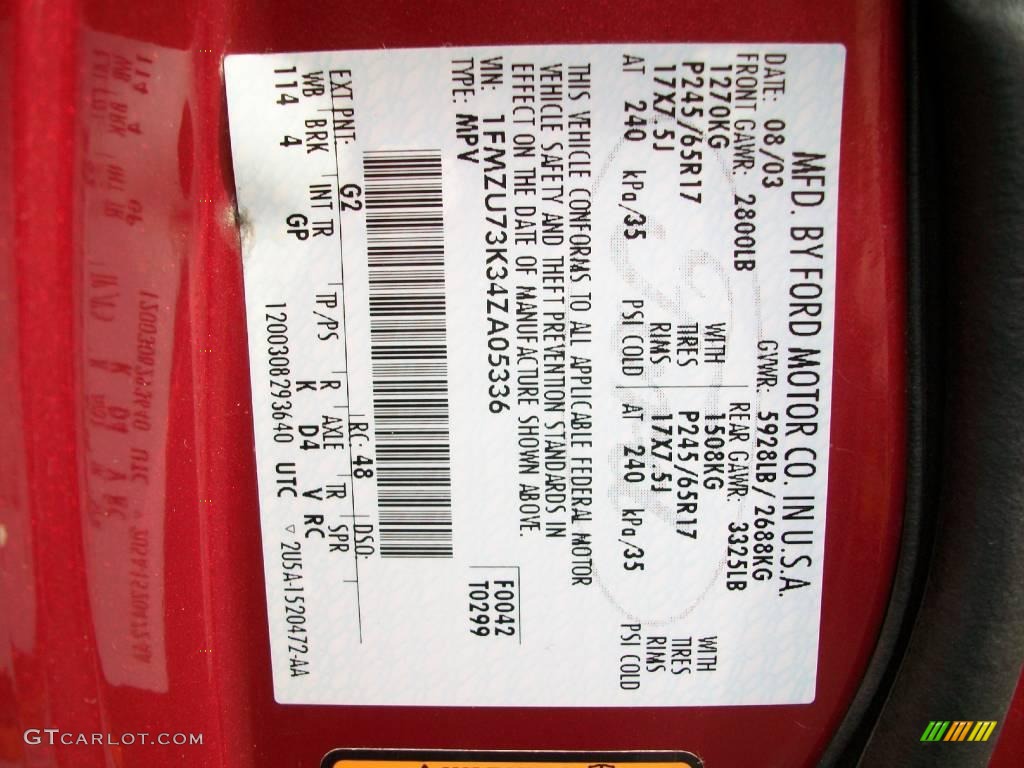 MFD. BY FORD MOTOR CO. IN U.S.A.
DATE: 08/03 GVWR: 5928LB/2688KG
FRONT GAWR: 2800LB REAR GAWR: 3325LB
1270KG WITH 1508KG WITH
P245/65R17 TIRES P245/65R17 TIRES
17X7.5J RIMS 17X7.5J RIMS
AT 240 kPa/35 PSI COLD AT 240 kPa/35 PSI COLD
THIS VEHICLE CONFORMS TO ALL APPLICABLE FEDERAL MOTOR
VEHICLE SAFETY AND THEFT PREVENTION STANDARDS IN
EFFECT ON THE DATE OF MANUFACTURE SHOWN ABOVE.
VIN: 1FMZU73K34ZA05336 F0042
TYPE: MPV T0299
EXT PNT: G2 RC: 48 DSO:
WB BRK INT TR TP/PS R AXLE TR SPR
114 4 GP K D4 V RC
120030829364O UTC ▽ 2U5A-1520472-AA
GTCARLOT.COM